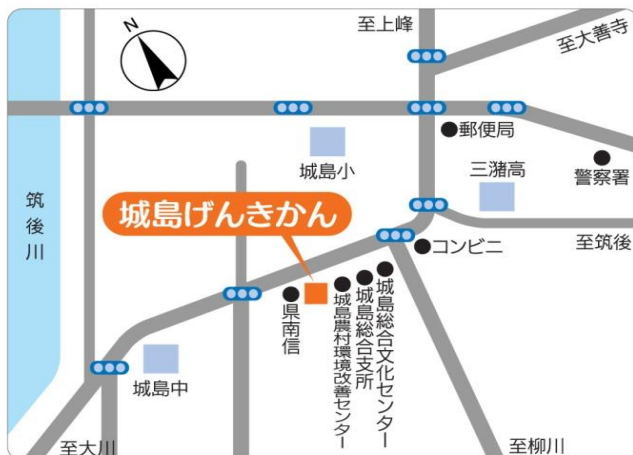 N
至上峰
至大善寺
郵便局
城島小
三潴高
警察署
筑後川
城島げんきかん
至筑後
コンビニ
県南信
城島農村環境改善センター
城島総合支所
城島総合文化センター
城島中
至大川
至柳川